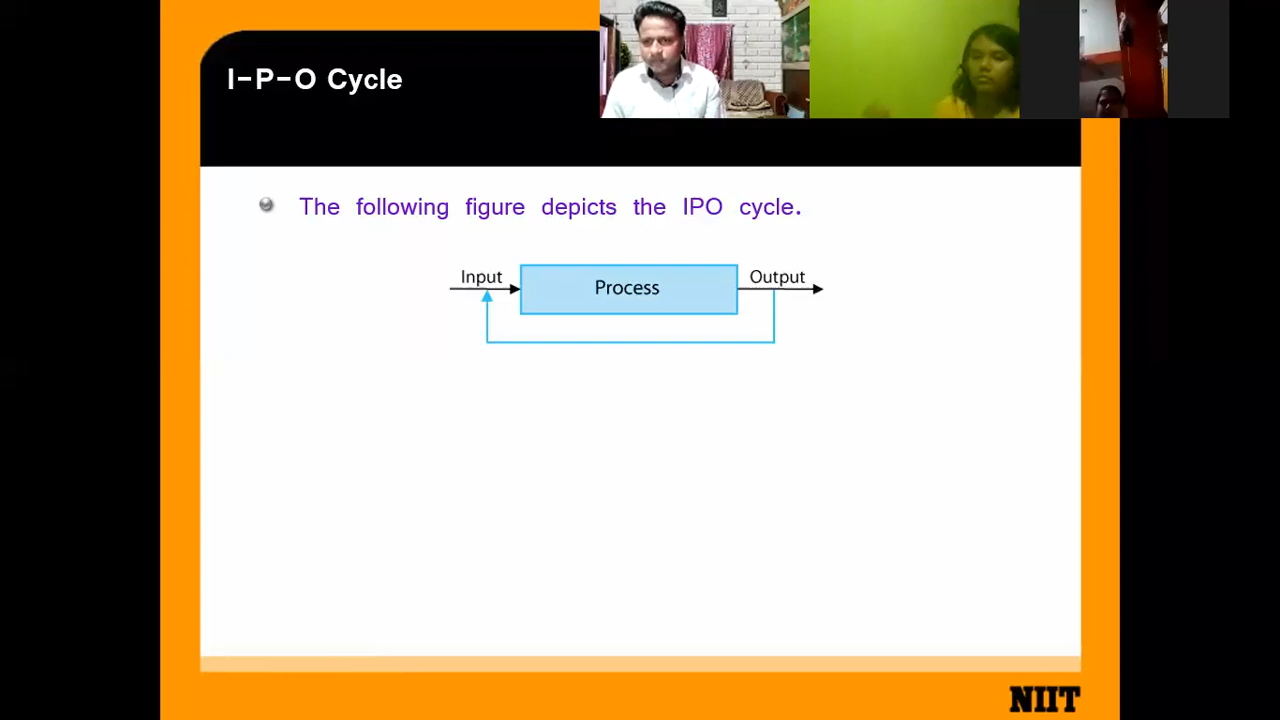 I-P-O Cycle
The following figure depicts the IPO cycle.
Input Process Output
NIIT